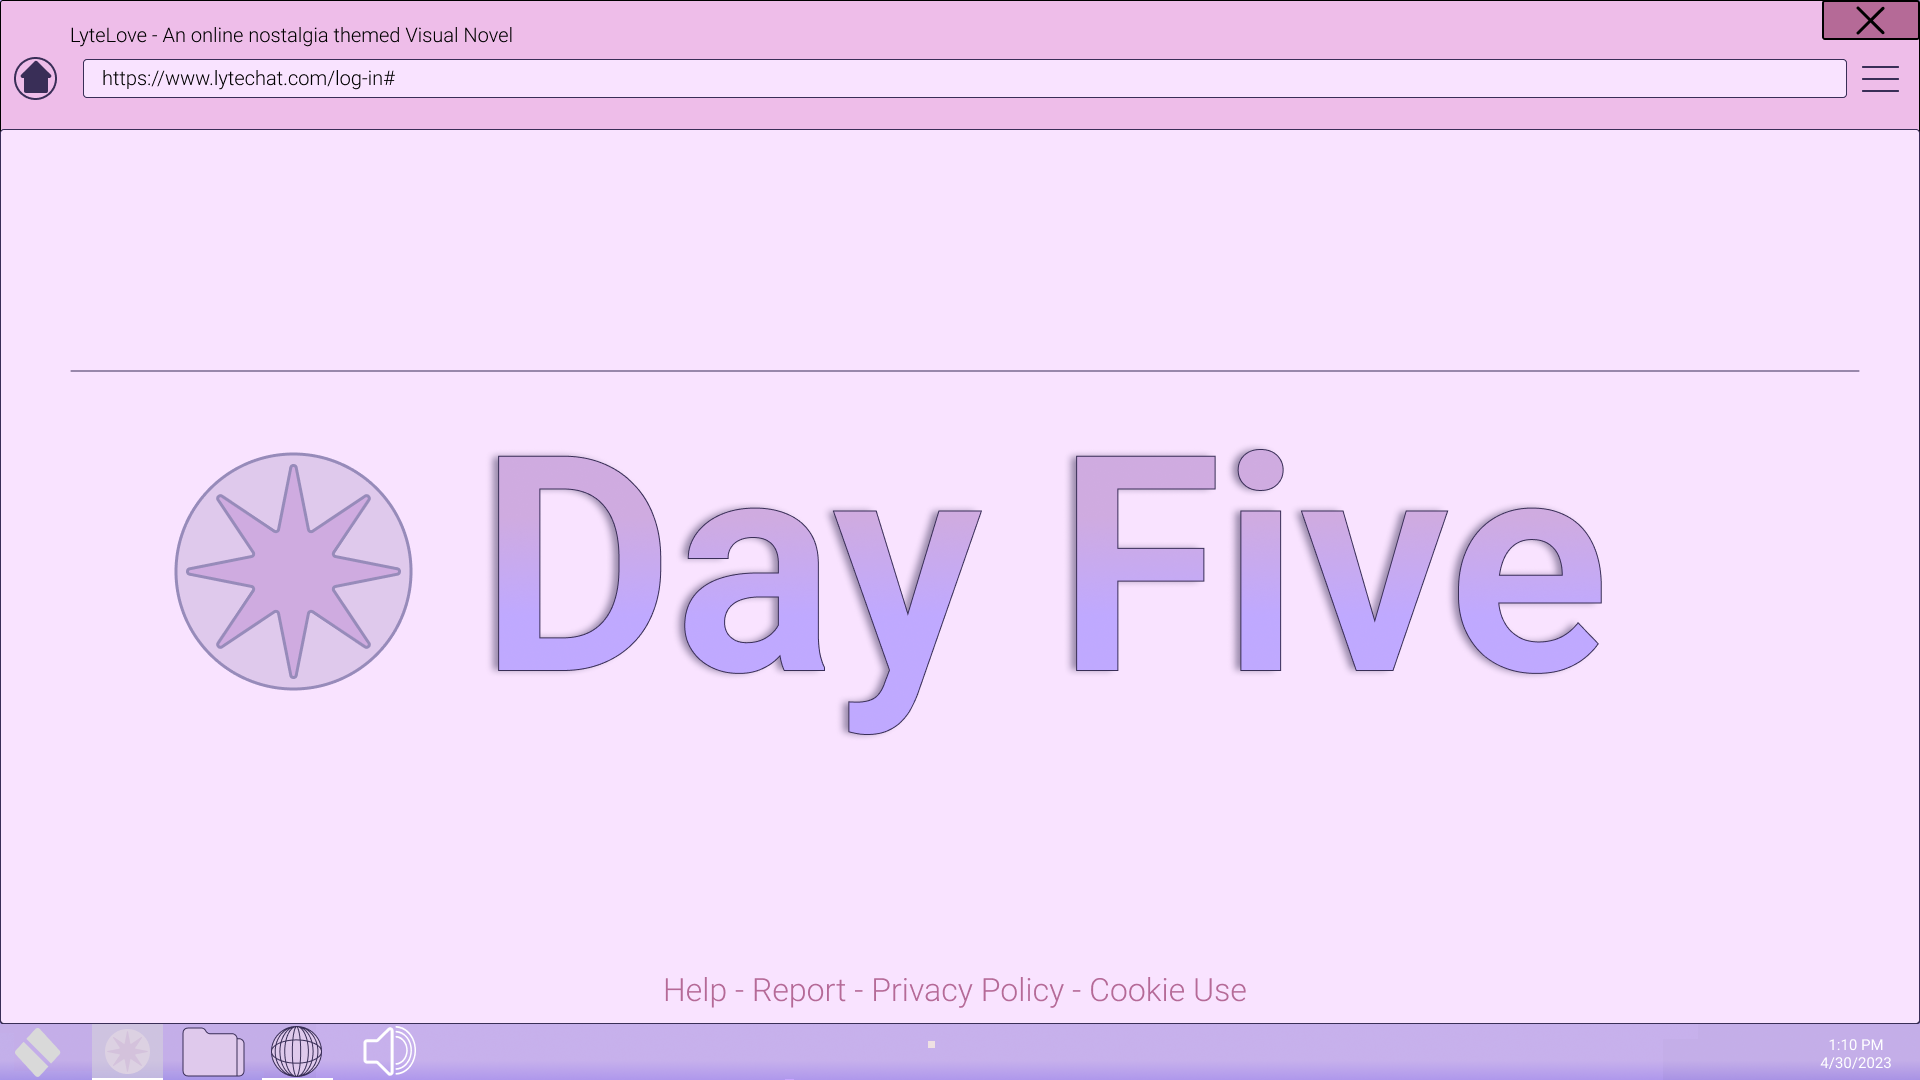 LyteLove - An online nostalgia themed Visual Novel
https://www.lytechat.com/log-in#
Day Five
Help - Report - Privacy Policy - Cookie Use
1:10 PM
4/30/2023